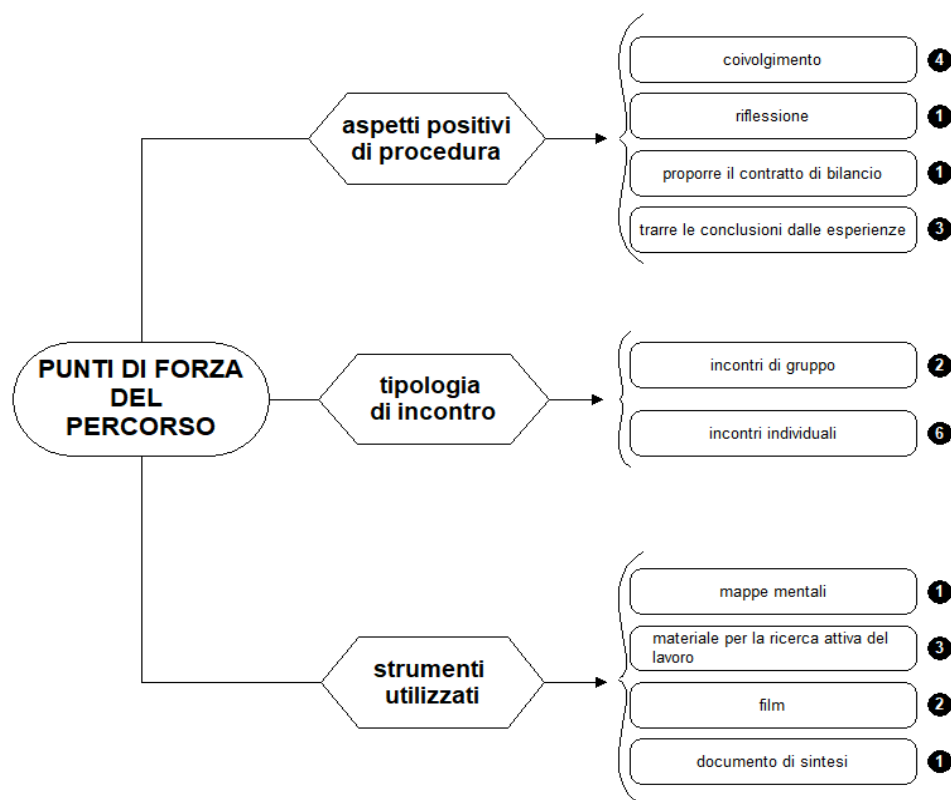 coivolgimento 4
aspetti positivi
di procedura
riflessione 1
proporre il contratto di bilancio 1
trarre le conclusioni dalle esperienze 3
PUNTI DI FORZA
DEL
PERCORSO
tipologia
di incontro
incontri di gruppo 2
incontri individuali 6
strumenti
utilizzati
mappe mentali 1
materiale per la ricerca attiva del
lavoro 3
film 2
documento di sintesi 1